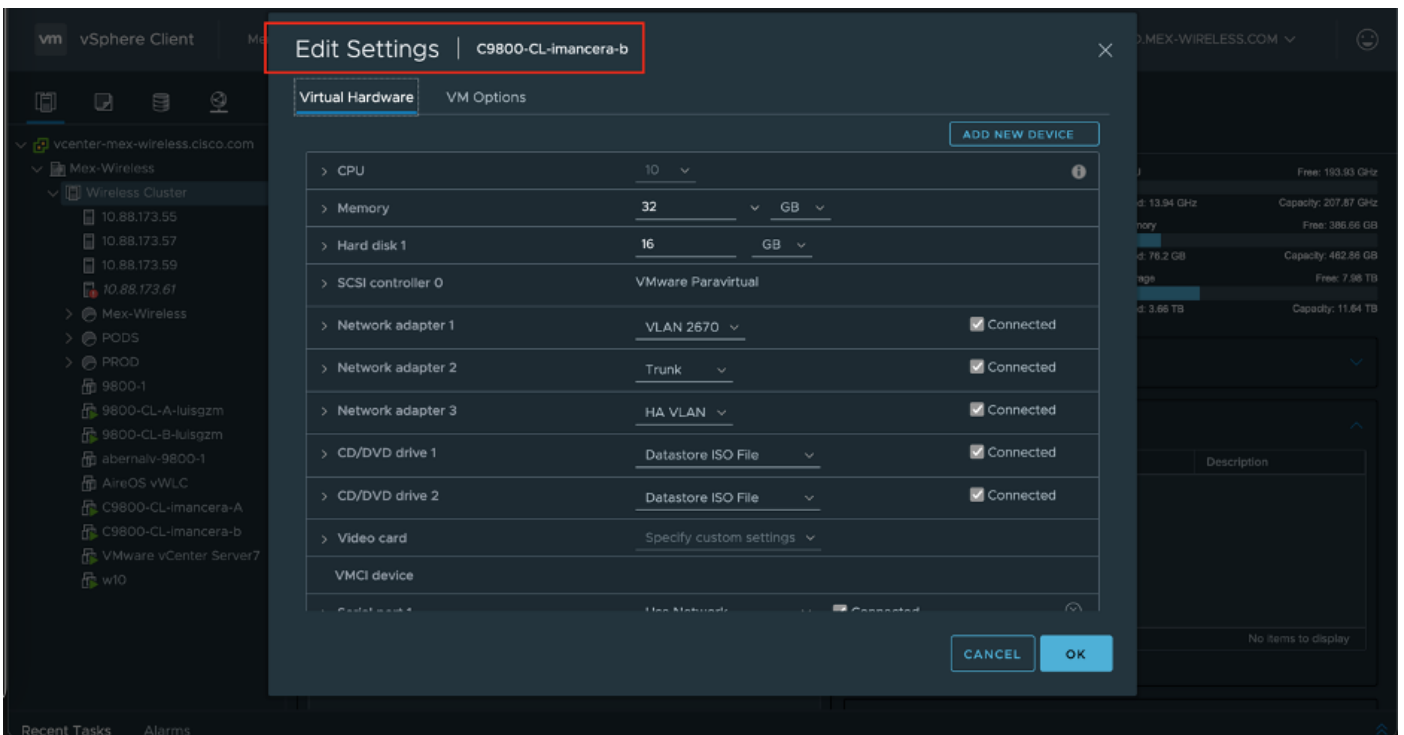 vm vSphere Client Me
D.MEX-WIRELESS.COM
Edit Settings | C9800-CL-imancera-b
Virtual Hardware VM Options
ADD NEW DEVICE
vcenter-mex-wireless.cisco.com
Mex-Wireless
Wireless Cluster
10.88.173.55
10.88.173.57
10.88.173.59
10.88.173.61
Mex-Wireless
PODS
PROD
9800-1
9800-CL-A-luisgzm
9800-CL-B-luisgzm
abernalv-9800-1
AireOS vWLC
C9800-CL-imancera-A
C9800-CL-imancera-b
VMware vCenter Server7
w10
CPU 10
Memory 32 GB
Hard disk 1 16 GB
SCSI controller 0 VMware Paravirtual
Network adapter 1 VLAN 2670 Connected
Network adapter 2 Trunk Connected
Network adapter 3 HA VLAN Connected
CD/DVD drive 1 Datastore ISO File Connected
CD/DVD drive 2 Datastore ISO File Connected
Video card Specify custom settings
VMCI device
Serial port 1 Use Network Connected
CANCEL OK
Free: 193.93 GHz
d: 13.94 GHz Capacity: 207.87 GHz
nory Free: 386.66 GB
d: 76.2 GB Capacity: 462.86 GB
rage Free: 7.98 TB
d: 3.66 TB Capacity: 11.64 TB
Description
No items to display
Recent Tasks Alarms